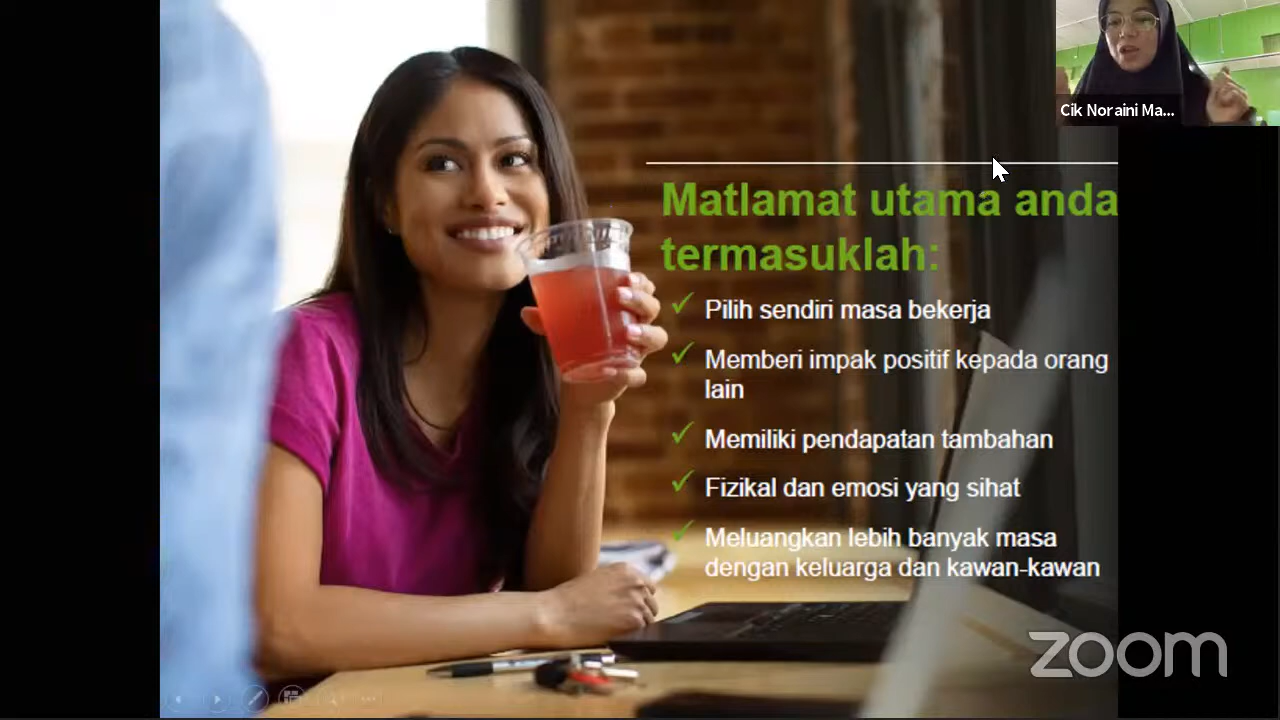 Cik Noraini Ma...
Matlamat utama anda
termasuklah:
Pilih sendiri masa bekerja
Memberi impak positif kepada orang
lain
Memiliki pendapatan tambahan
Fizikal dan emosi yang sihat
Meluangkan lebih banyak masa
dengan keluarga dan kawan-kawan
zoom